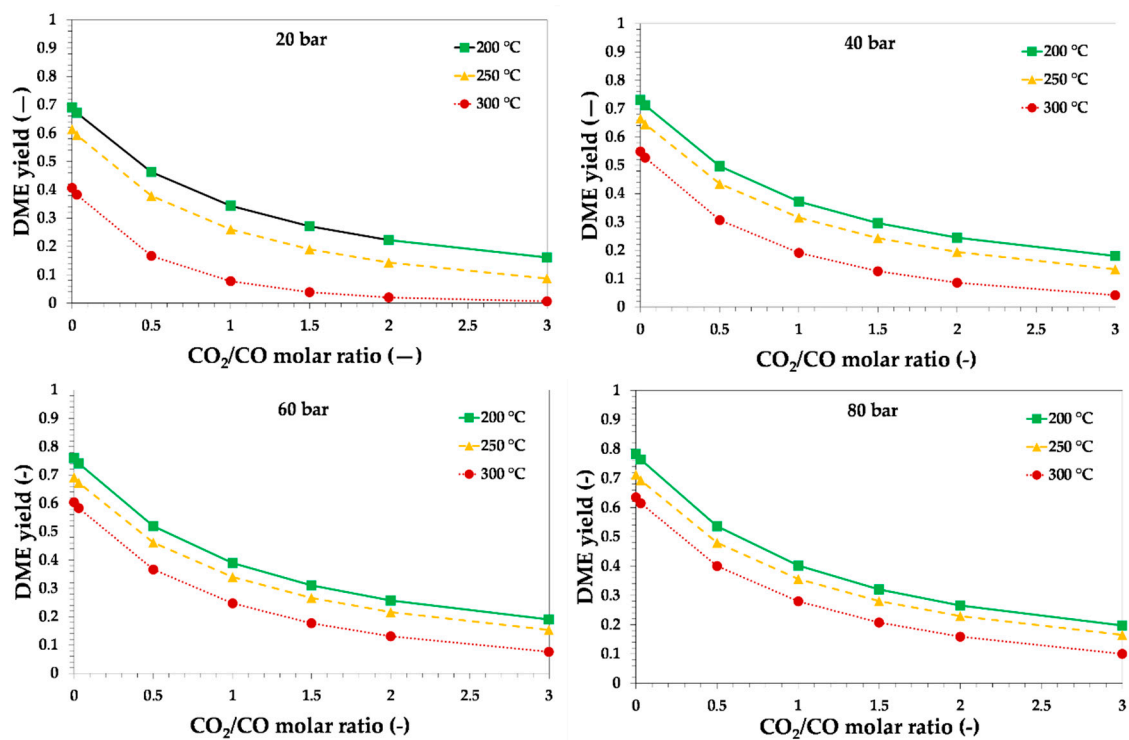 20 bar
200 °C
250 °C
300 °C
DME yield (—)
1
0.9
0.8
0.7
0.6
0.5
0.4
0.3
0.2
0.1
0
0 0.5 1 1.5 2 2.5 3
CO₂/CO molar ratio (—)
40 bar
200 °C
250 °C
300 °C
DME yield (—)
1
0.9
0.8
0.7
0.6
0.5
0.4
0.3
0.2
0.1
0
0 0.5 1 1.5 2 2.5 3
CO₂/CO molar ratio (-)
60 bar
200 °C
250 °C
300 °C
DME yield (-)
1
0.9
0.8
0.7
0.6
0.5
0.4
0.3
0.2
0.1
0
0 0.5 1 1.5 2 2.5 3
CO₂/CO molar ratio (-)
80 bar
200 °C
250 °C
300 °C
DME yield (-)
1
0.9
0.8
0.7
0.6
0.5
0.4
0.3
0.2
0.1
0
0 0.5 1 1.5 2 2.5 3
CO₂/CO molar ratio (-)